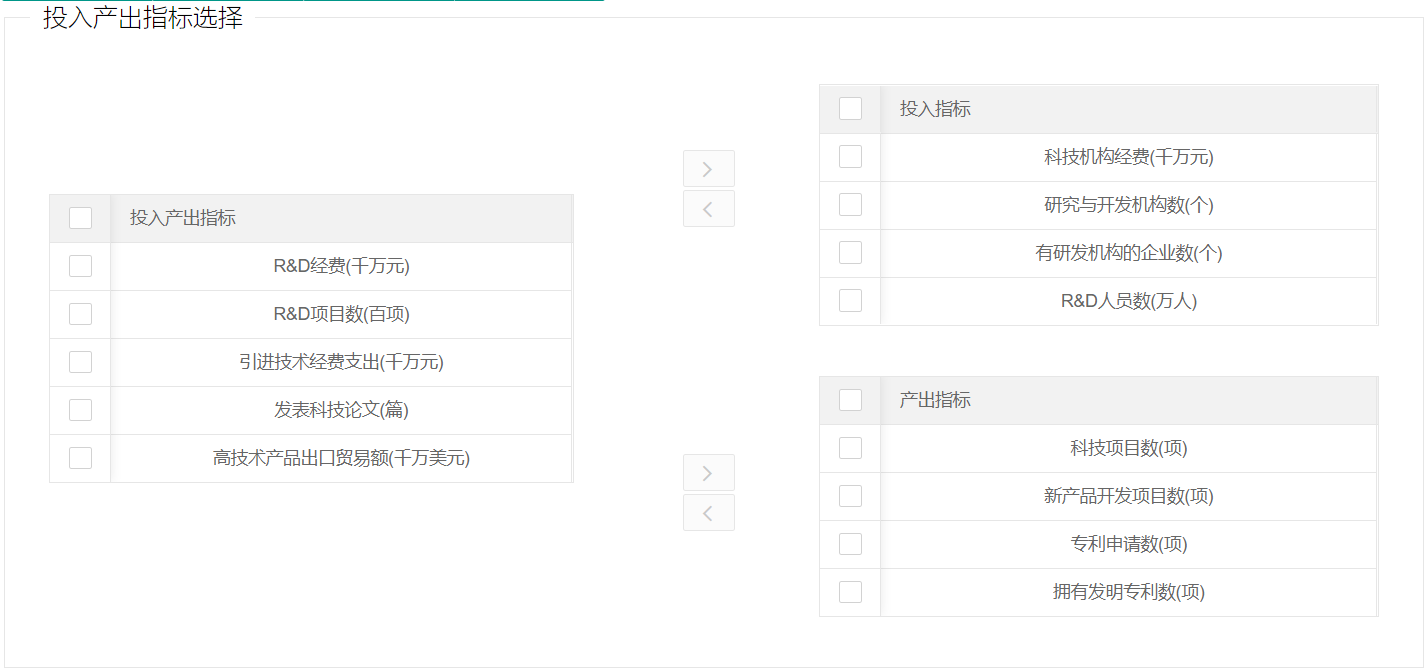 投入产出指标选择
投入产出指标
R&D经费(千万元)
R&D项目数(百项)
引进技术经费支出(千万元)
发表科技论文(篇)
高技术产品出口贸易额(千万美元)
投入指标
科技机构经费(千万元)
研究与开发机构数(个)
有研发机构的企业数(个)
R&D人员数(万人)
产出指标
科技项目数(项)
新产品开发项目数(项)
专利申请数(项)
拥有发明专利数(项)